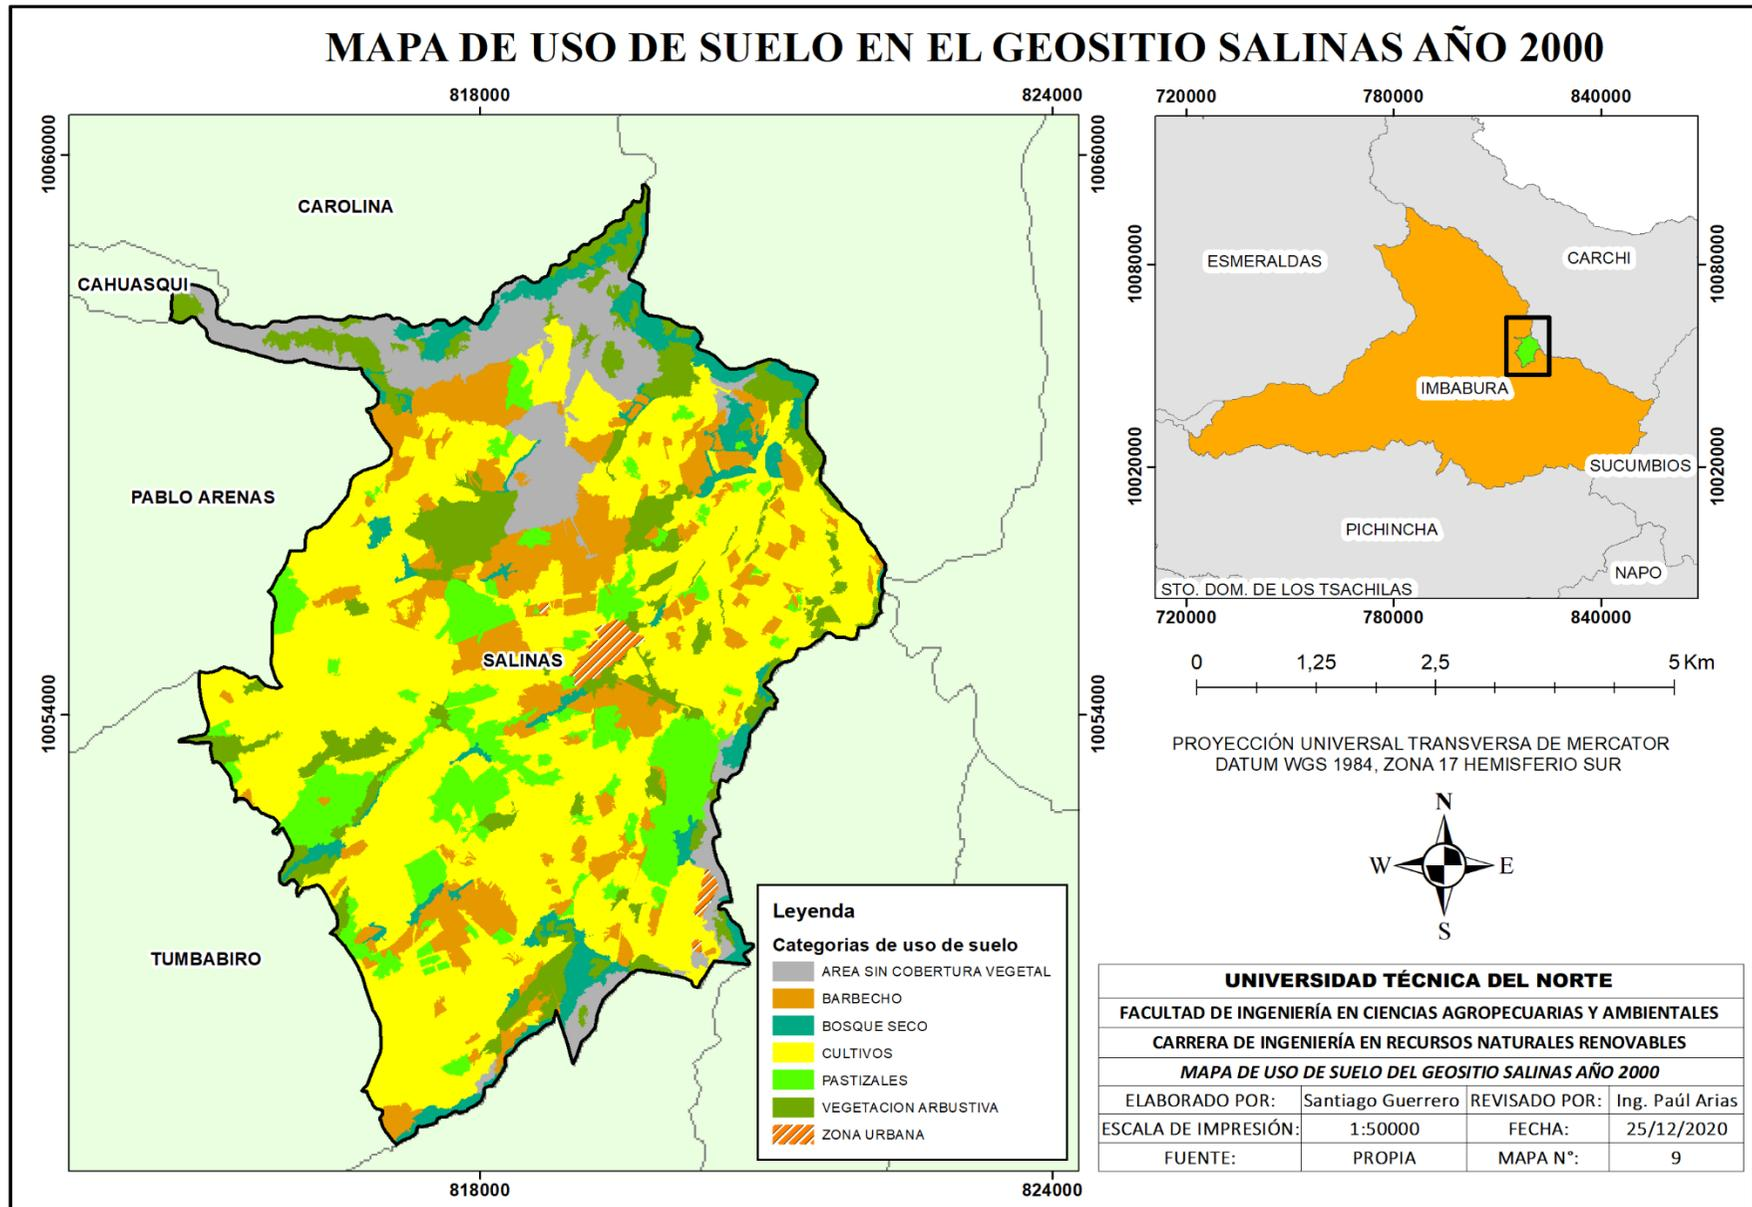 MAPA DE USO DE SUELO EN EL GEOSITIO SALINAS AÑO 2000
818000
824000
10060000
10060000
10054000
10054000
818000
824000
CAROLINA
CAHUASQUI
PABLO ARENAS
SALINAS
TUMBABIRO
Leyenda
Categorias de uso de suelo
AREA SIN COBERTURA VEGETAL
BARBECHO
BOSQUE SECO
CULTIVOS
PASTIZALES
VEGETACION ARBUSTIVA
ZONA URBANA
720000
780000
840000
10080000
10080000
10020000
10020000
ESMERALDAS
CARCHI
IMBABURA
SUCUMBIOS
PICHINCHA
NAPO
STO. DOM. DE LOS TSACHILAS
720000
780000
840000
0 1,25 2,5 5 Km
PROYECCIÓN UNIVERSAL TRANSVERSA DE MERCATOR
DATUM WGS 1984, ZONA 17 HEMISFERIO SUR
N
W E
S
UNIVERSIDAD TÉCNICA DEL NORTE
FACULTAD DE INGENIERÍA EN CIENCIAS AGROPECUARIAS Y AMBIENTALES
CARRERA DE INGENIERÍA EN RECURSOS NATURALES RENOVABLES
MAPA DE USO DE SUELO DEL GEOSITIO SALINAS AÑO 2000
ELABORADO POR: Santiago Guerrero REVISADO POR: Ing. Paúl Arias
ESCALA DE IMPRESIÓN: 1:50000 FECHA: 25/12/2020
FUENTE: PROPIA MAPA N°: 9